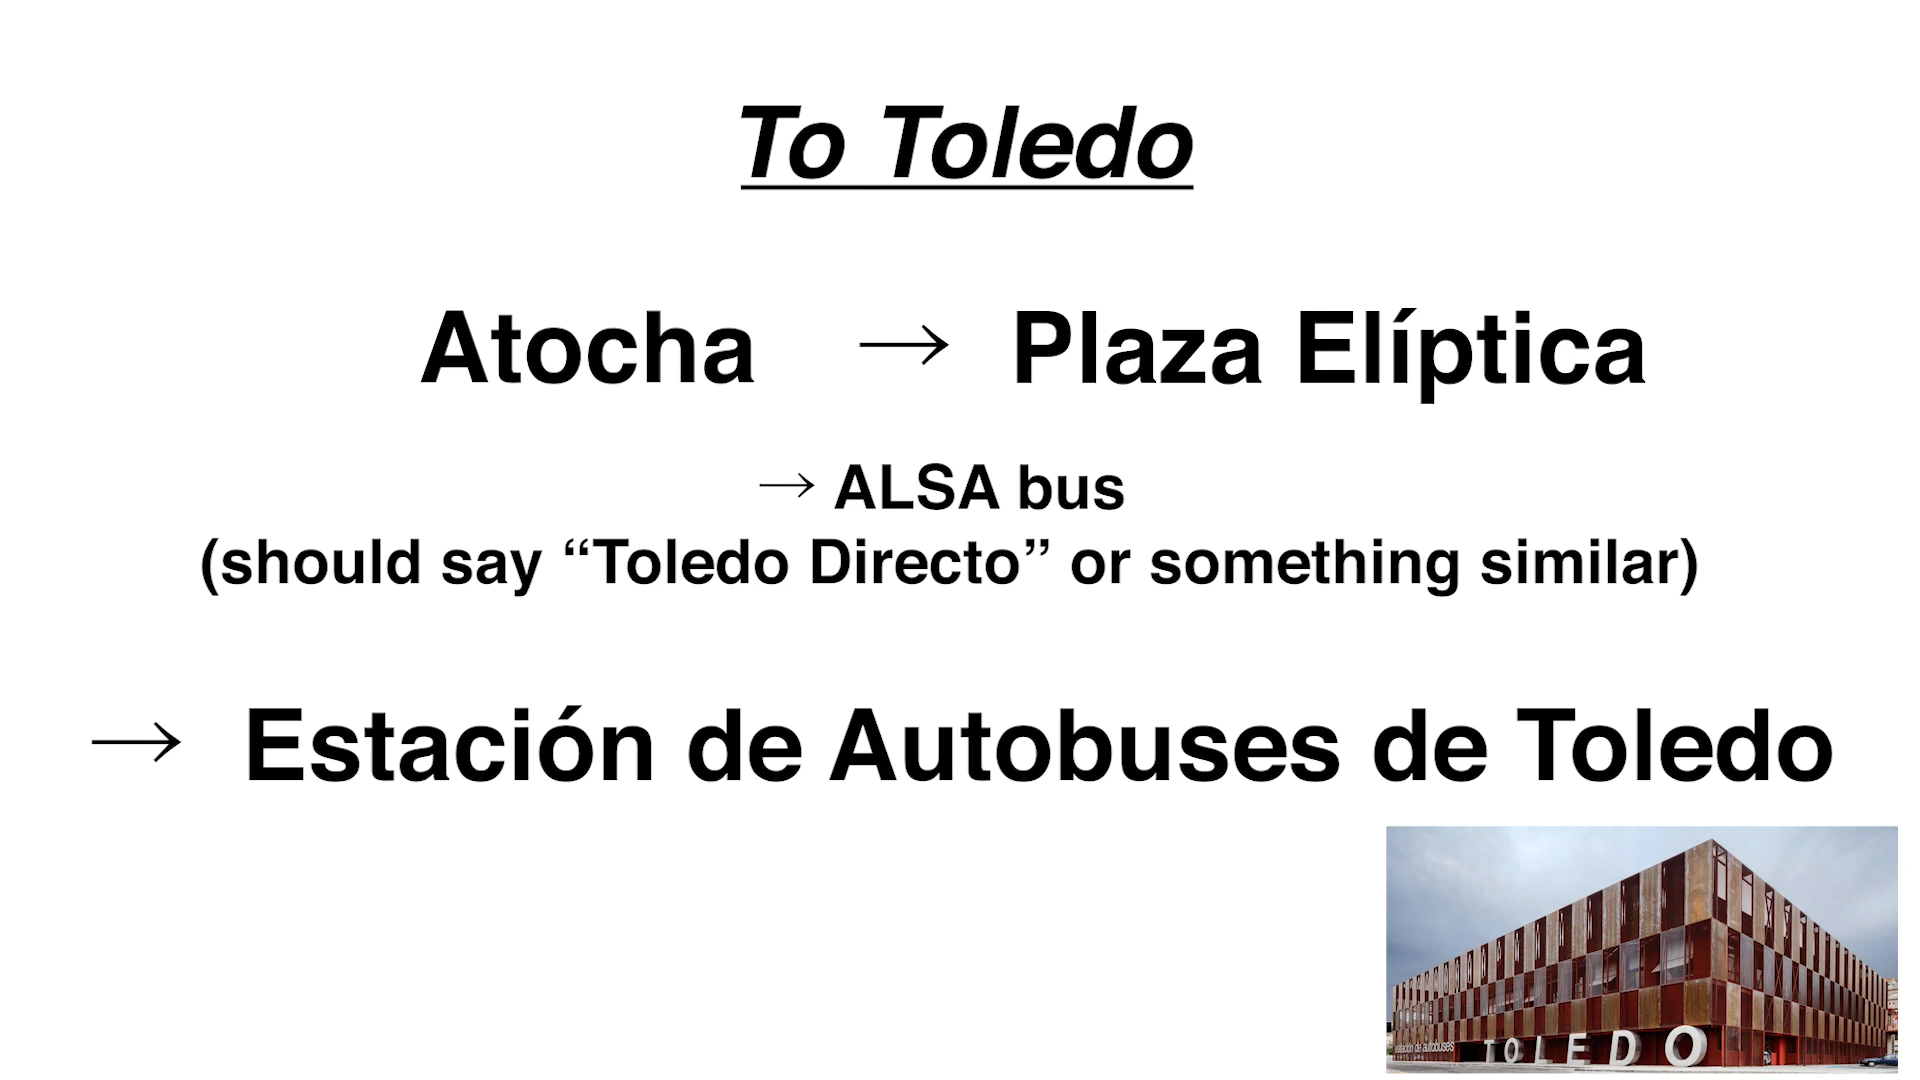 To Toledo
Atocha → Plaza Elíptica
→ ALSA bus
(should say “Toledo Directo” or something similar)
→ Estación de Autobuses de Toledo
estación de autobuses TOLEDO